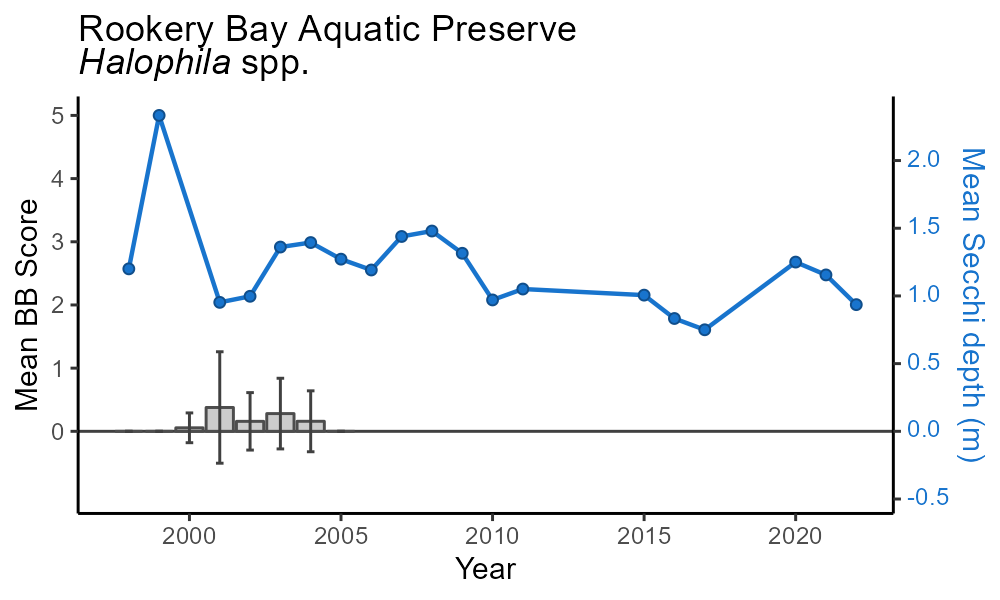 Rookery Bay Aquatic Preserve
Halophila spp.
5
4
3
2
1
0
Mean BB Score
2.0
1.5
1.0
0.5
0.0
-0.5
Mean Secchi depth (m)
2000 2005 2010 2015 2020
Year